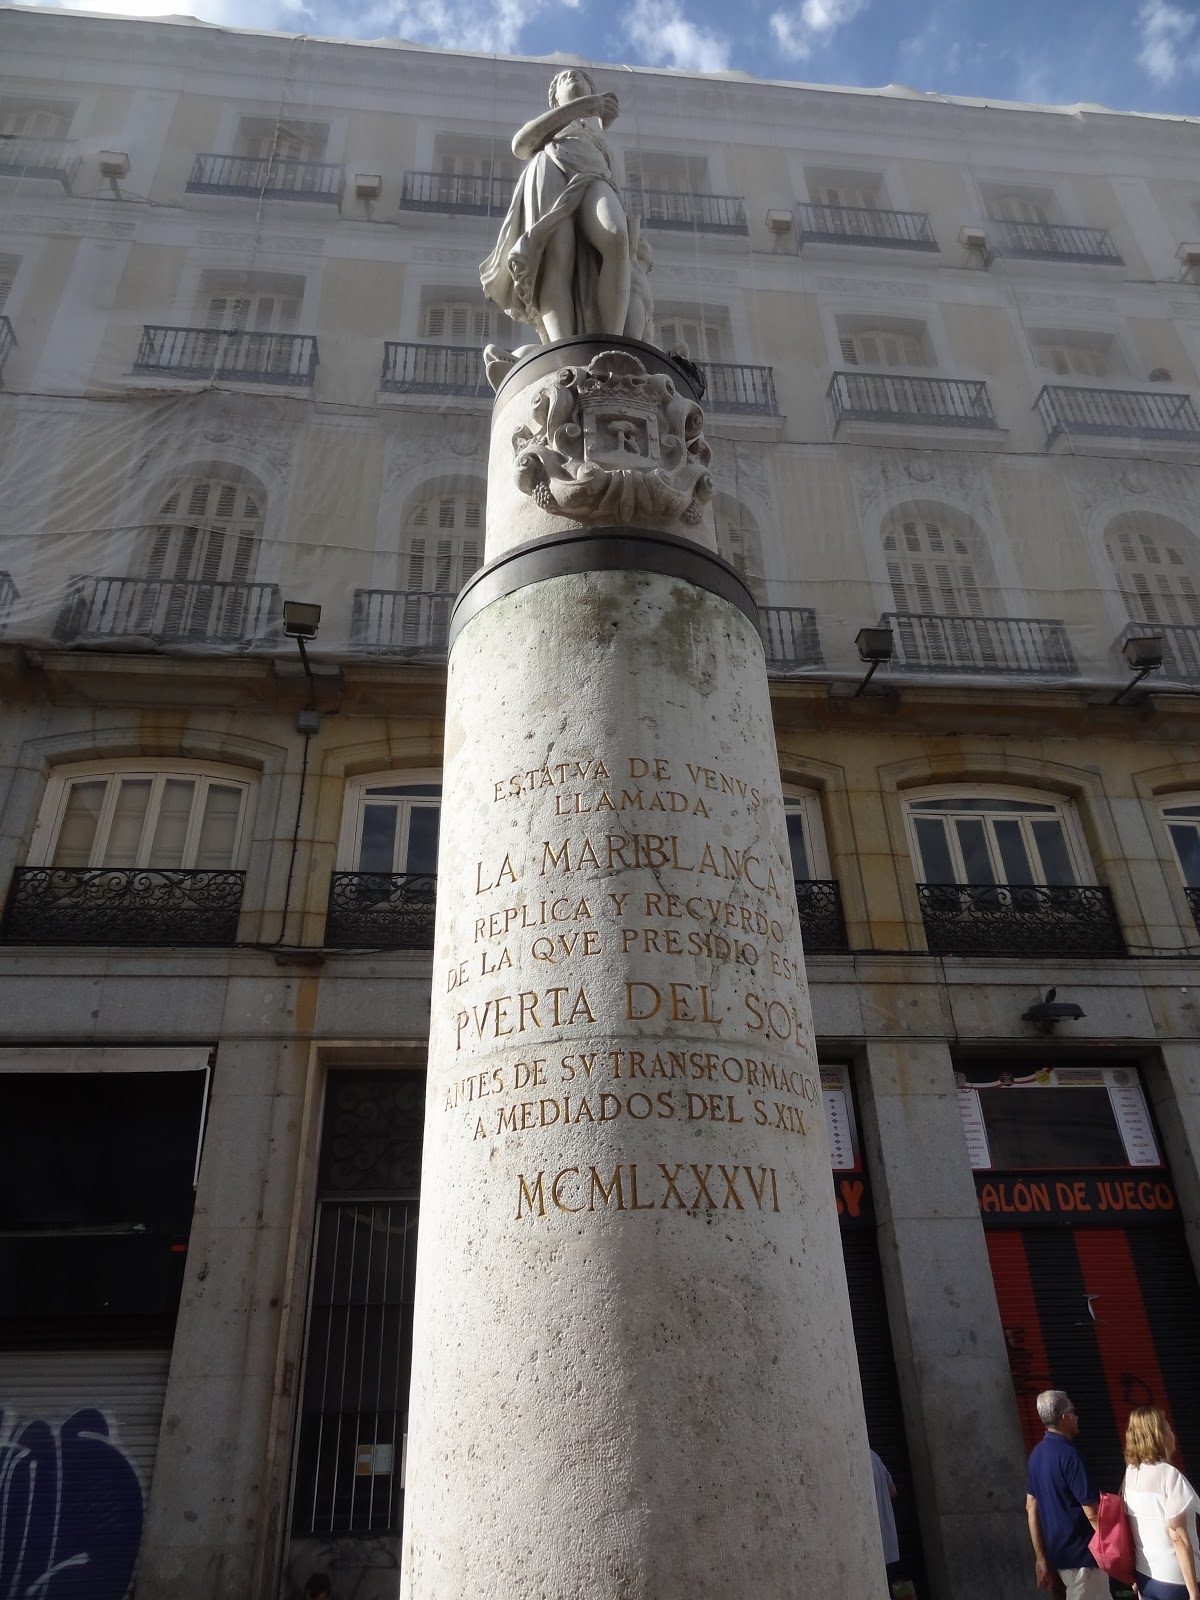 ESTATVA DE VENVS
LLAMADA
LA MARIBLANCA
REPLICA Y RECVERDO
DE LA QVE PRESIDIO EST
PVERTA DEL SOL
ANTES DE SV TRANSFORMACION
A MEDIADOS DEL S.XIX
MCMLXXXVI
SALÓN DE JUEGO